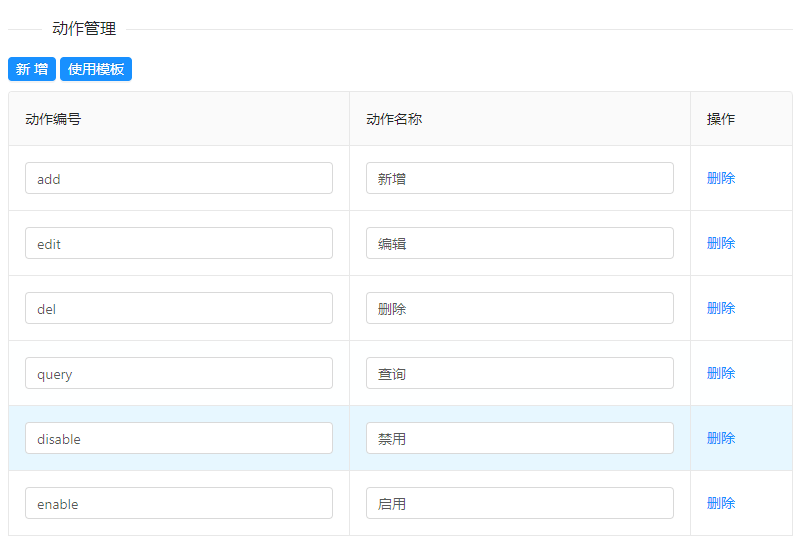 动作管理
新 增 使用模板
动作编号 动作名称 操作
add 新增 删除
edit 编辑 删除
del 删除 删除
query 查询 删除
disable 禁用 删除
enable 启用 删除